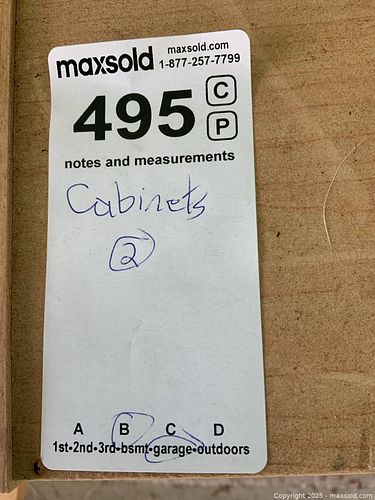 maxsold maxsold.com
1-877-257-7799
495 C
P
notes and measurements
Cabinets
2
A B C D
1st•2nd•3rd•bsmt•garage•outdoors
Copyright 2025 - maxsold.com